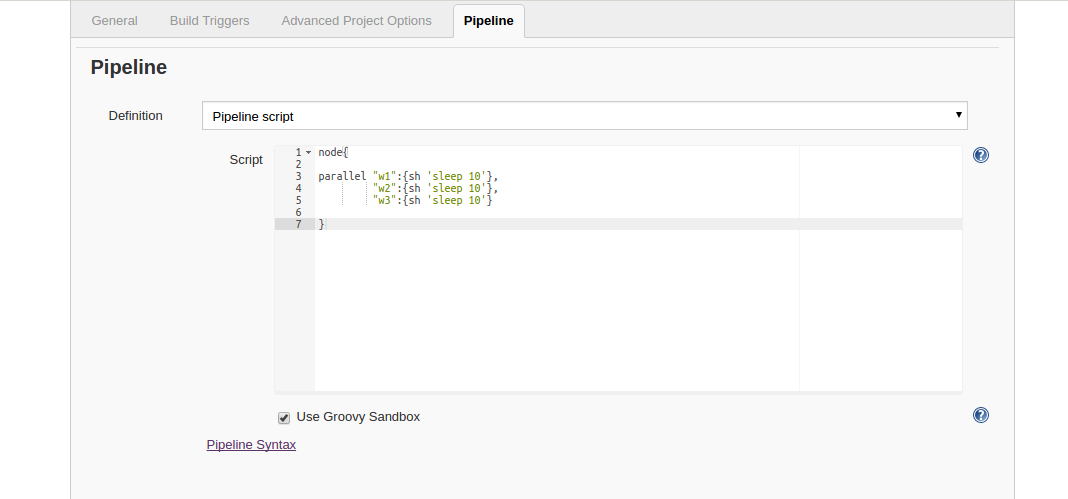 General Build Triggers Advanced Project Options Pipeline
Pipeline
Definition Pipeline script
Script
1 node{
2
3 parallel "w1":{sh 'sleep 10'},
4 "w2":{sh 'sleep 10'},
5 "w3":{sh 'sleep 10'}
6
7 }
?
Use Groovy Sandbox ?
Pipeline Syntax